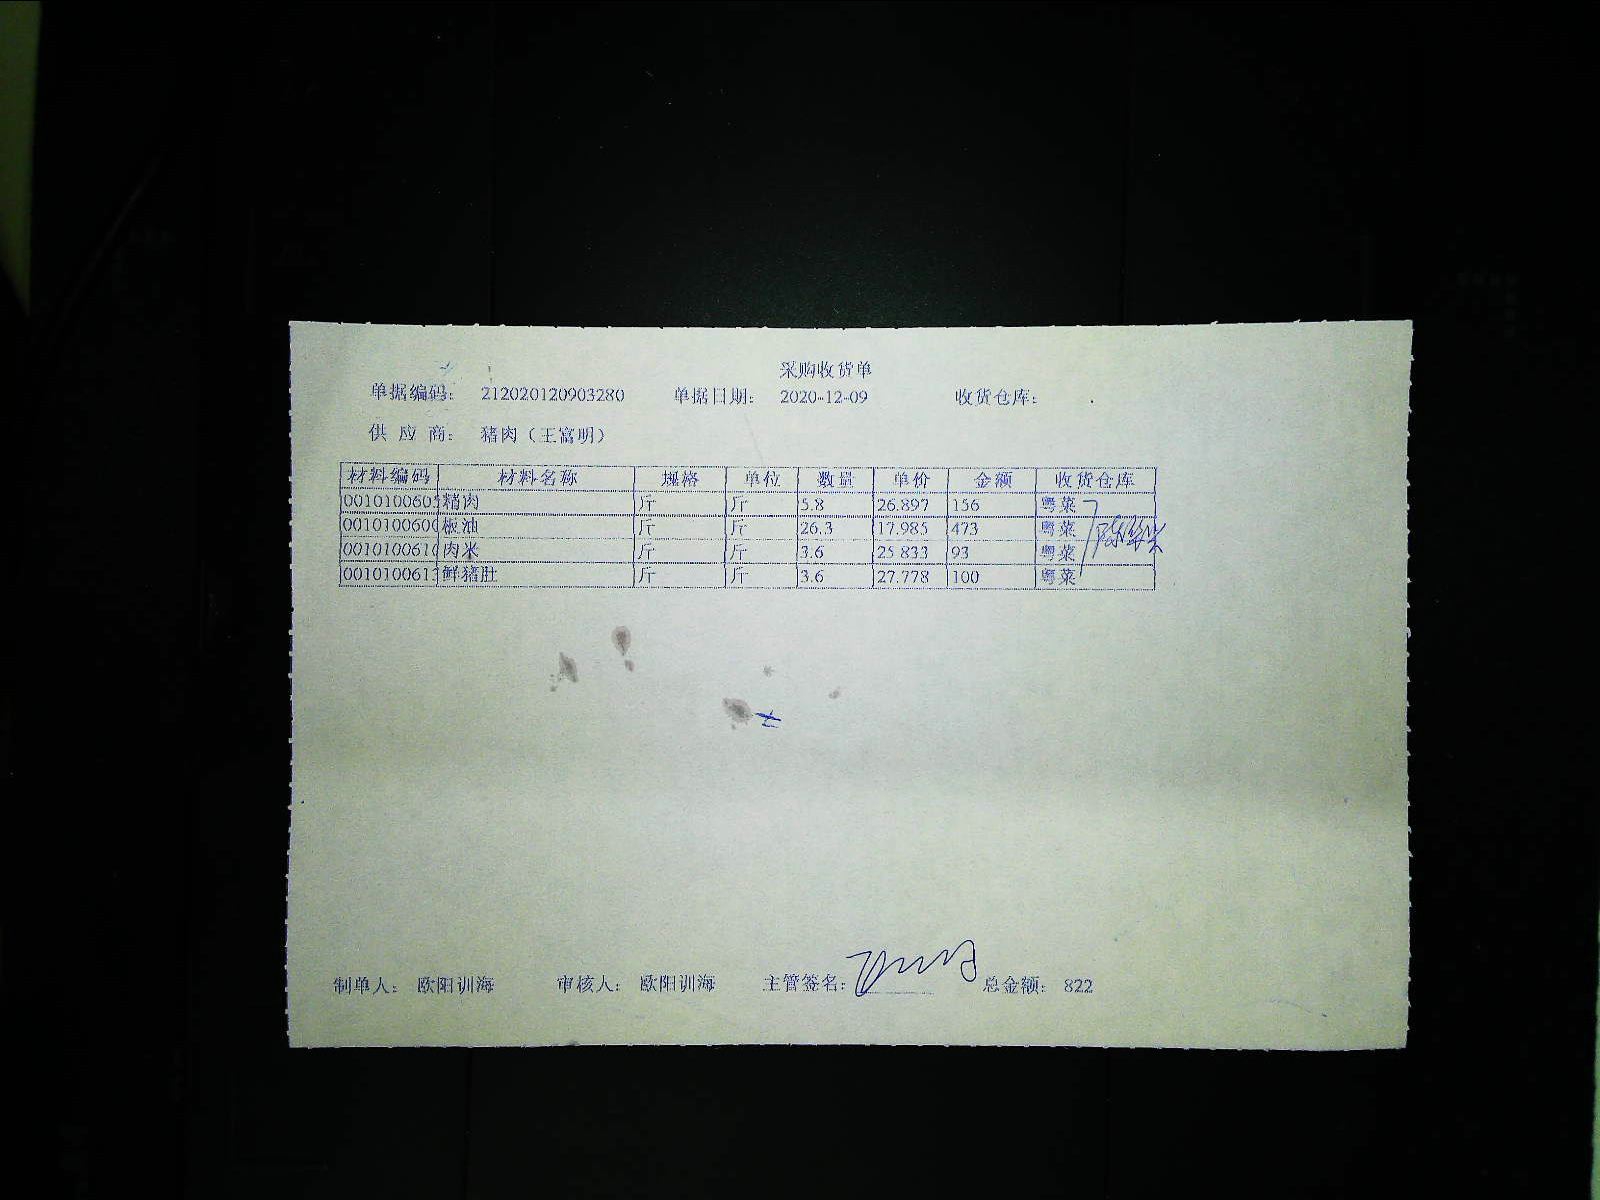 采购收货单
单据编码: 212020120903280 单据日期: 2020-12-09 收货仓库:
供 应 商: 猪肉（王富明）
材料编码 材料名称 规格 单位 数量 单价 金额 收货仓库
001010060 精肉 斤 斤 5.8 26.897 156 粤菜
001010060 板油 斤 斤 26.3 17.985 473 粤菜
001010061 肉米 斤 斤 3.6 25.833 93 粤菜
001010061 鲜猪肚 斤 斤 3.6 27.778 100 粤菜
制单人: 欧阳训海 审核人: 欧阳训海 主管签名: 总金额: 822